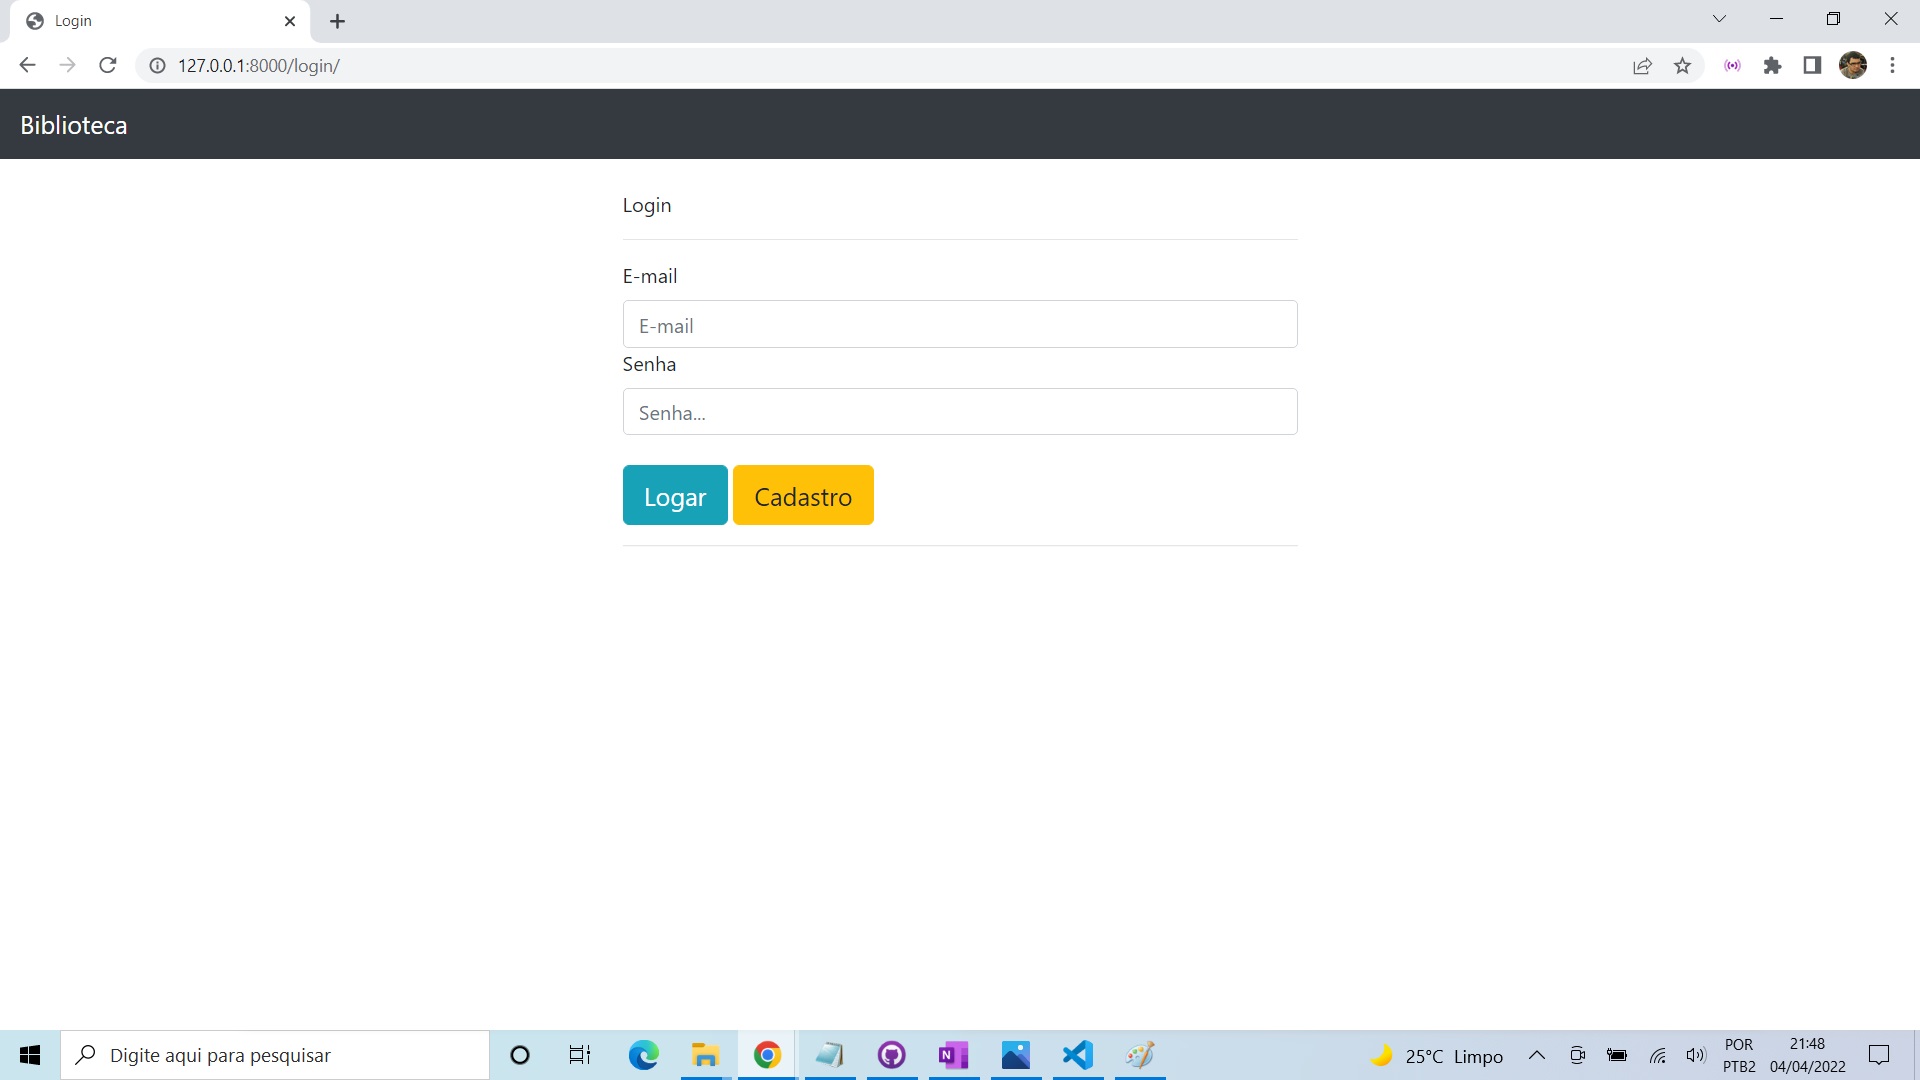 Login
127.0.0.1:8000/login/
Biblioteca
Login
E-mail
E-mail
Senha
Senha...
Logar Cadastro
Digite aqui para pesquisar
N
25°C Limpo
POR
PTB2
21:48
04/04/2022